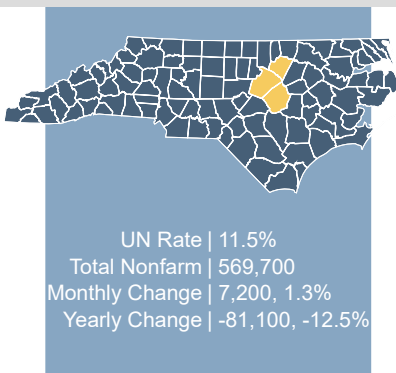 UN Rate | 11.5%
Total Nonfarm | 569,700
Monthly Change | 7,200, 1.3%
Yearly Change | -81,100, -12.5%